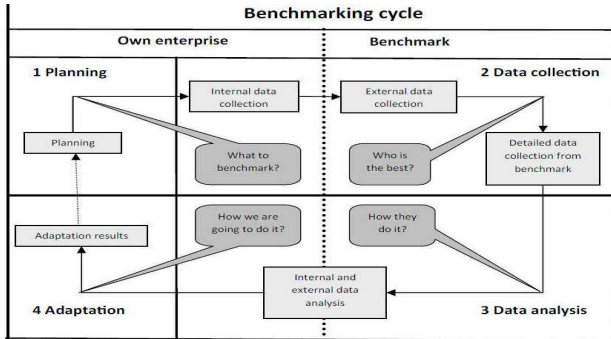 Benchmarking cycle
Own enterprise
Benchmark
1 Planning
2 Data collection
Internal data
collection
External data
collection
Planning
What to
benchmark?
Who is
the best?
Detailed data
collection from
benchmark
Adaptation results
How we are
going to do it?
How they
do it?
Internal and
external data
analysis
4 Adaptation
3 Data analysis